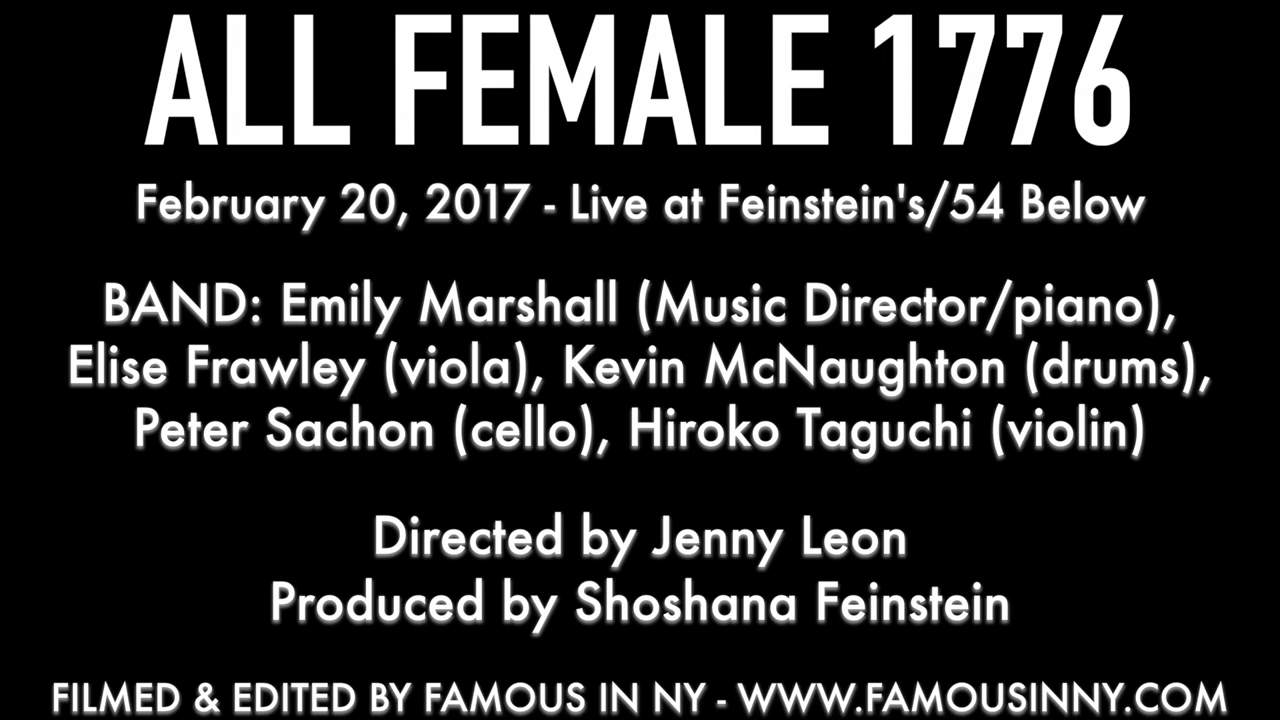 ALL FEMALE 1776
February 20, 2017 - Live at Feinstein's/54 Below
BAND: Emily Marshall (Music Director/piano),
Elise Frawley (viola), Kevin McNaughton (drums),
Peter Sachon (cello), Hiroko Taguchi (violin)
Directed by Jenny Leon
Produced by Shoshana Feinstein
FILMED & EDITED BY FAMOUS IN NY - WWW.FAMOUSINNY.COM